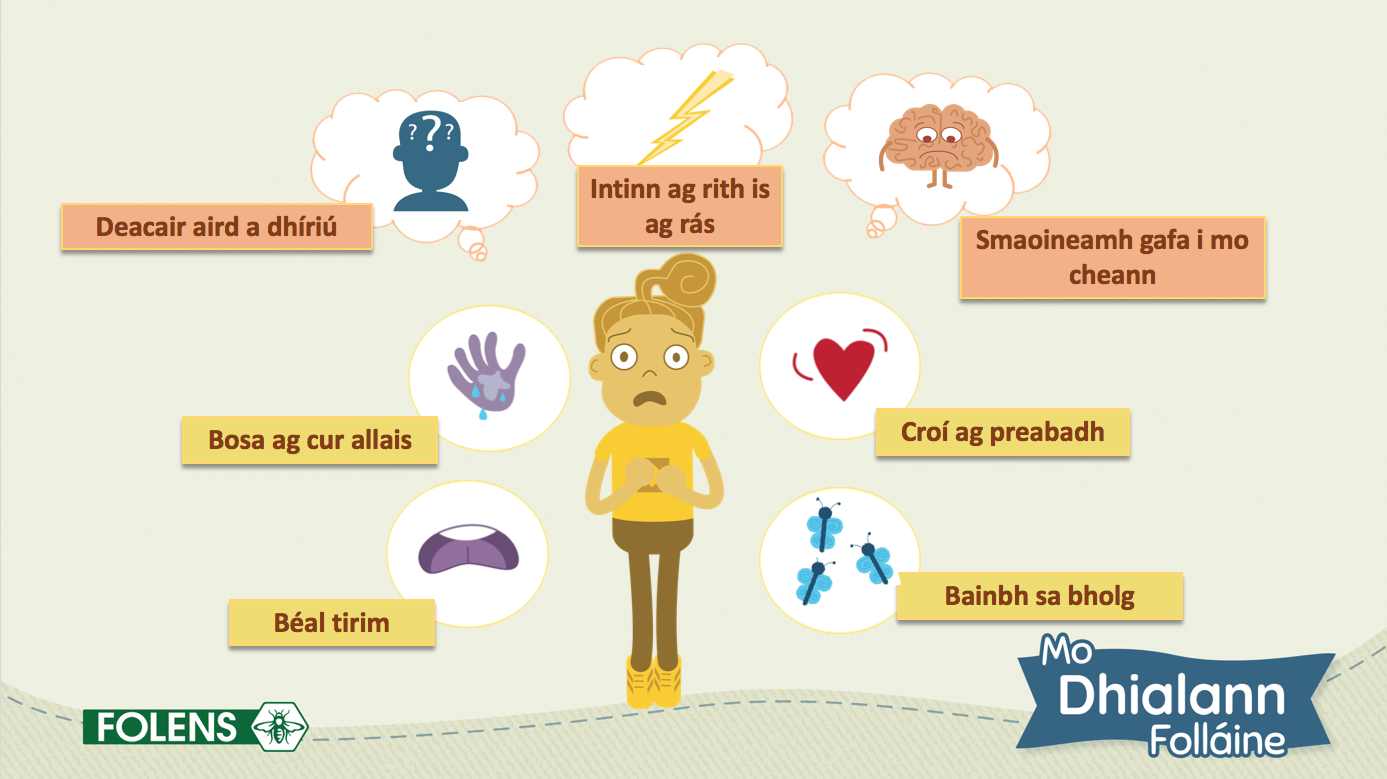 Deacair aird a dhíriú
Intinn ag rith is
ag rás
Smaoineamh gafa i mo
cheann
? ? ?
Bosa ag cur allais
Croí ag preabadh
Béal tirim
Bainbh sa bholg
FOLENS
Mo
Dhialann
Folláine